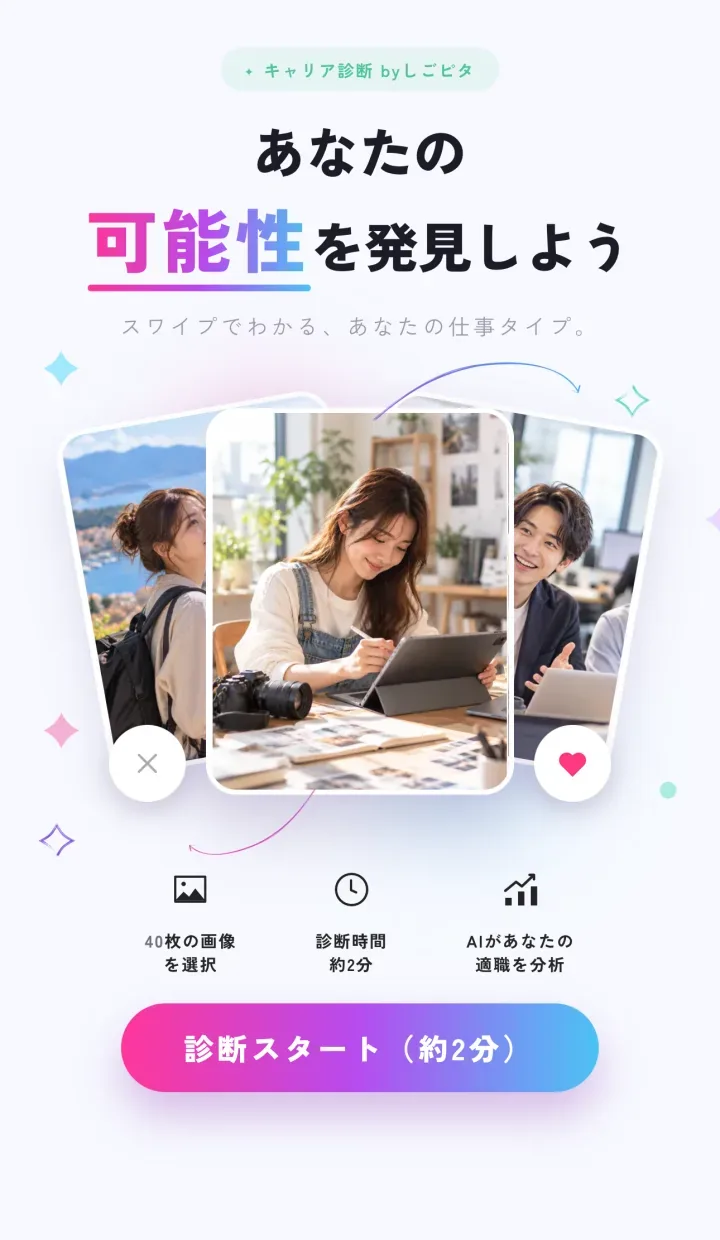 キャリア診断 byしごピタ
あなたの
可能性を発見しよう
スワイプでわかる、あなたの仕事タイプ。
40枚の画像
を選択
診断時間
約2分
AIがあなたの
適職を分析
診断スタート（約2分）